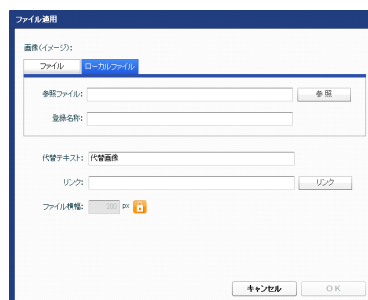 ファイル適用
画像(イメージ):
ファイル ローカルファイル
参照ファイル: 参照
登録名称:
代替テキスト: 代替画像
リンク: リンク
ファイル横幅: 200 px
キャンセル OK